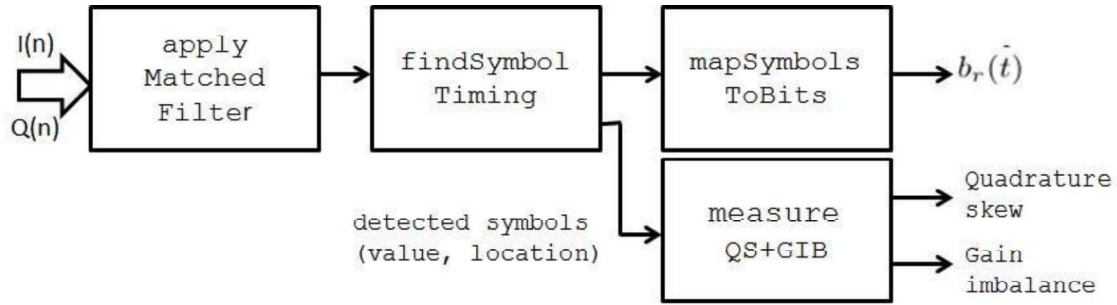 I(n)
Q(n)
apply
Matched
Filter
findSymbol
Timing
mapSymbols
ToBits
b_r(t)
detected symbols
(value, location)
measure
QS+GIB
Quadrature
skew
Gain
imbalance